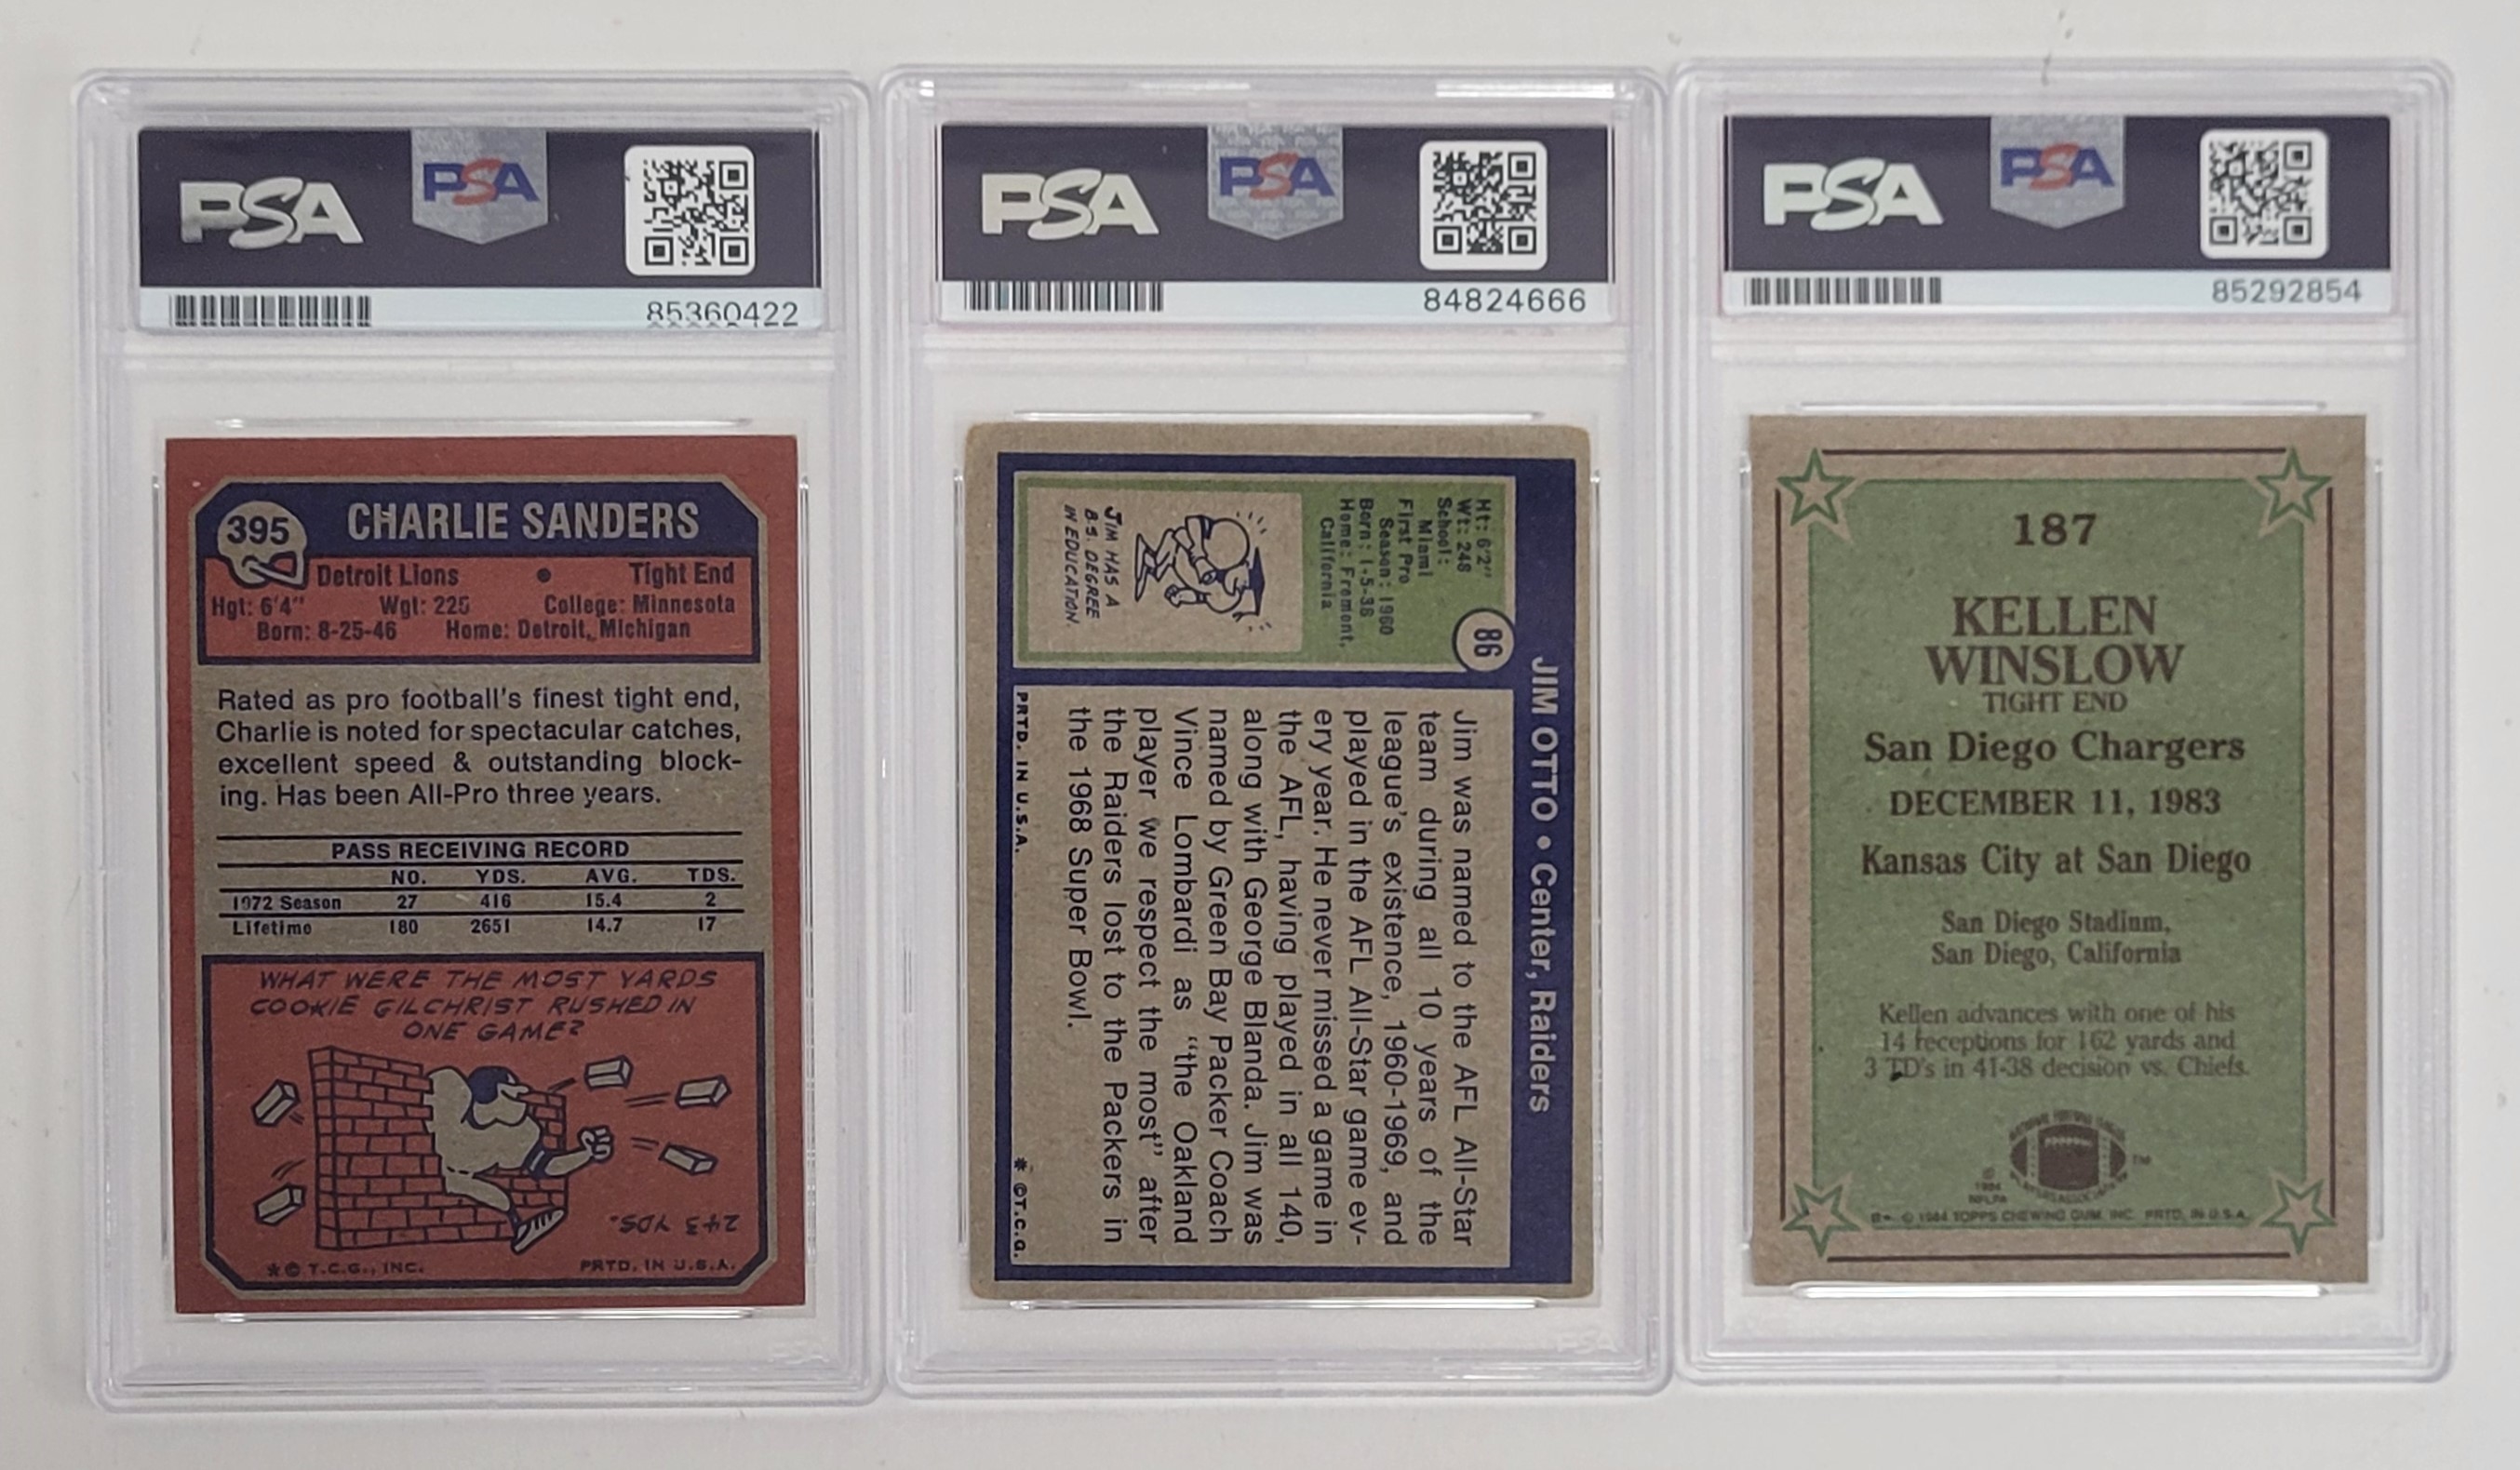 PSA
PSA
85360422
395
CHARLIE SANDERS
Detroit Lions • Tight End
Hgt: 6'4" Wgt: 225 College: Minnesota
Born: 8-25-46 Home: Detroit, Michigan
Rated as pro football's finest tight end,
Charlie is noted for spectacular catches,
excellent speed & outstanding block-
ing. Has been All-Pro three years.
PASS RECEIVING RECORD
NO. YDS. AVG. TDS.
1972 Season 27 416 15.4 2
Lifetime 180 2651 14.7 17
WHAT WERE THE MOST YARDS
COOKIE GILCHRIST RUSHED IN
ONE GAME?
243 YDS.
*© T.C.G., INC. PRTD. IN U.S.A.
PSA
PSA
PSA
84824666
JIM OTTO • Center, Raiders
86
Ht: 6'2"
Wt: 248
School:
Miami
First Pro
Season: 1960
Born: 1-5-38
Home: Fremont,
California
JIM HAS A
B.S. DEGREE
IN EDUCATION.
Jim was named to the AFL All-Star
team during all 10 years of the
league's existence, 1960-1969, and
played in the AFL All-Star game ev-
ery year. He never missed a game in
the AFL, having played in all 140,
along with George Blanda. Jim was
named by Green Bay Packer Coach
Vince Lombardi as "the Oakland
player we respect the most" after
the Raiders lost to the Packers in
the 1968 Super Bowl.
PRTD. IN U.S.A. * ©T.C.G.
PSA
PSA
PSA
85292854
187
KELLEN
WINSLOW
TIGHT END
San Diego Chargers
DECEMBER 11, 1983
Kansas City at San Diego
San Diego Stadium,
San Diego, California
Kellen advances with one of his
14 receptions for 162 yards and
3 TD's in 41-38 decision vs. Chiefs.
TM
©
1984
NFLPA
© 1984 TOPPS CHEWING GUM, INC. PRTD. IN U.S.A.